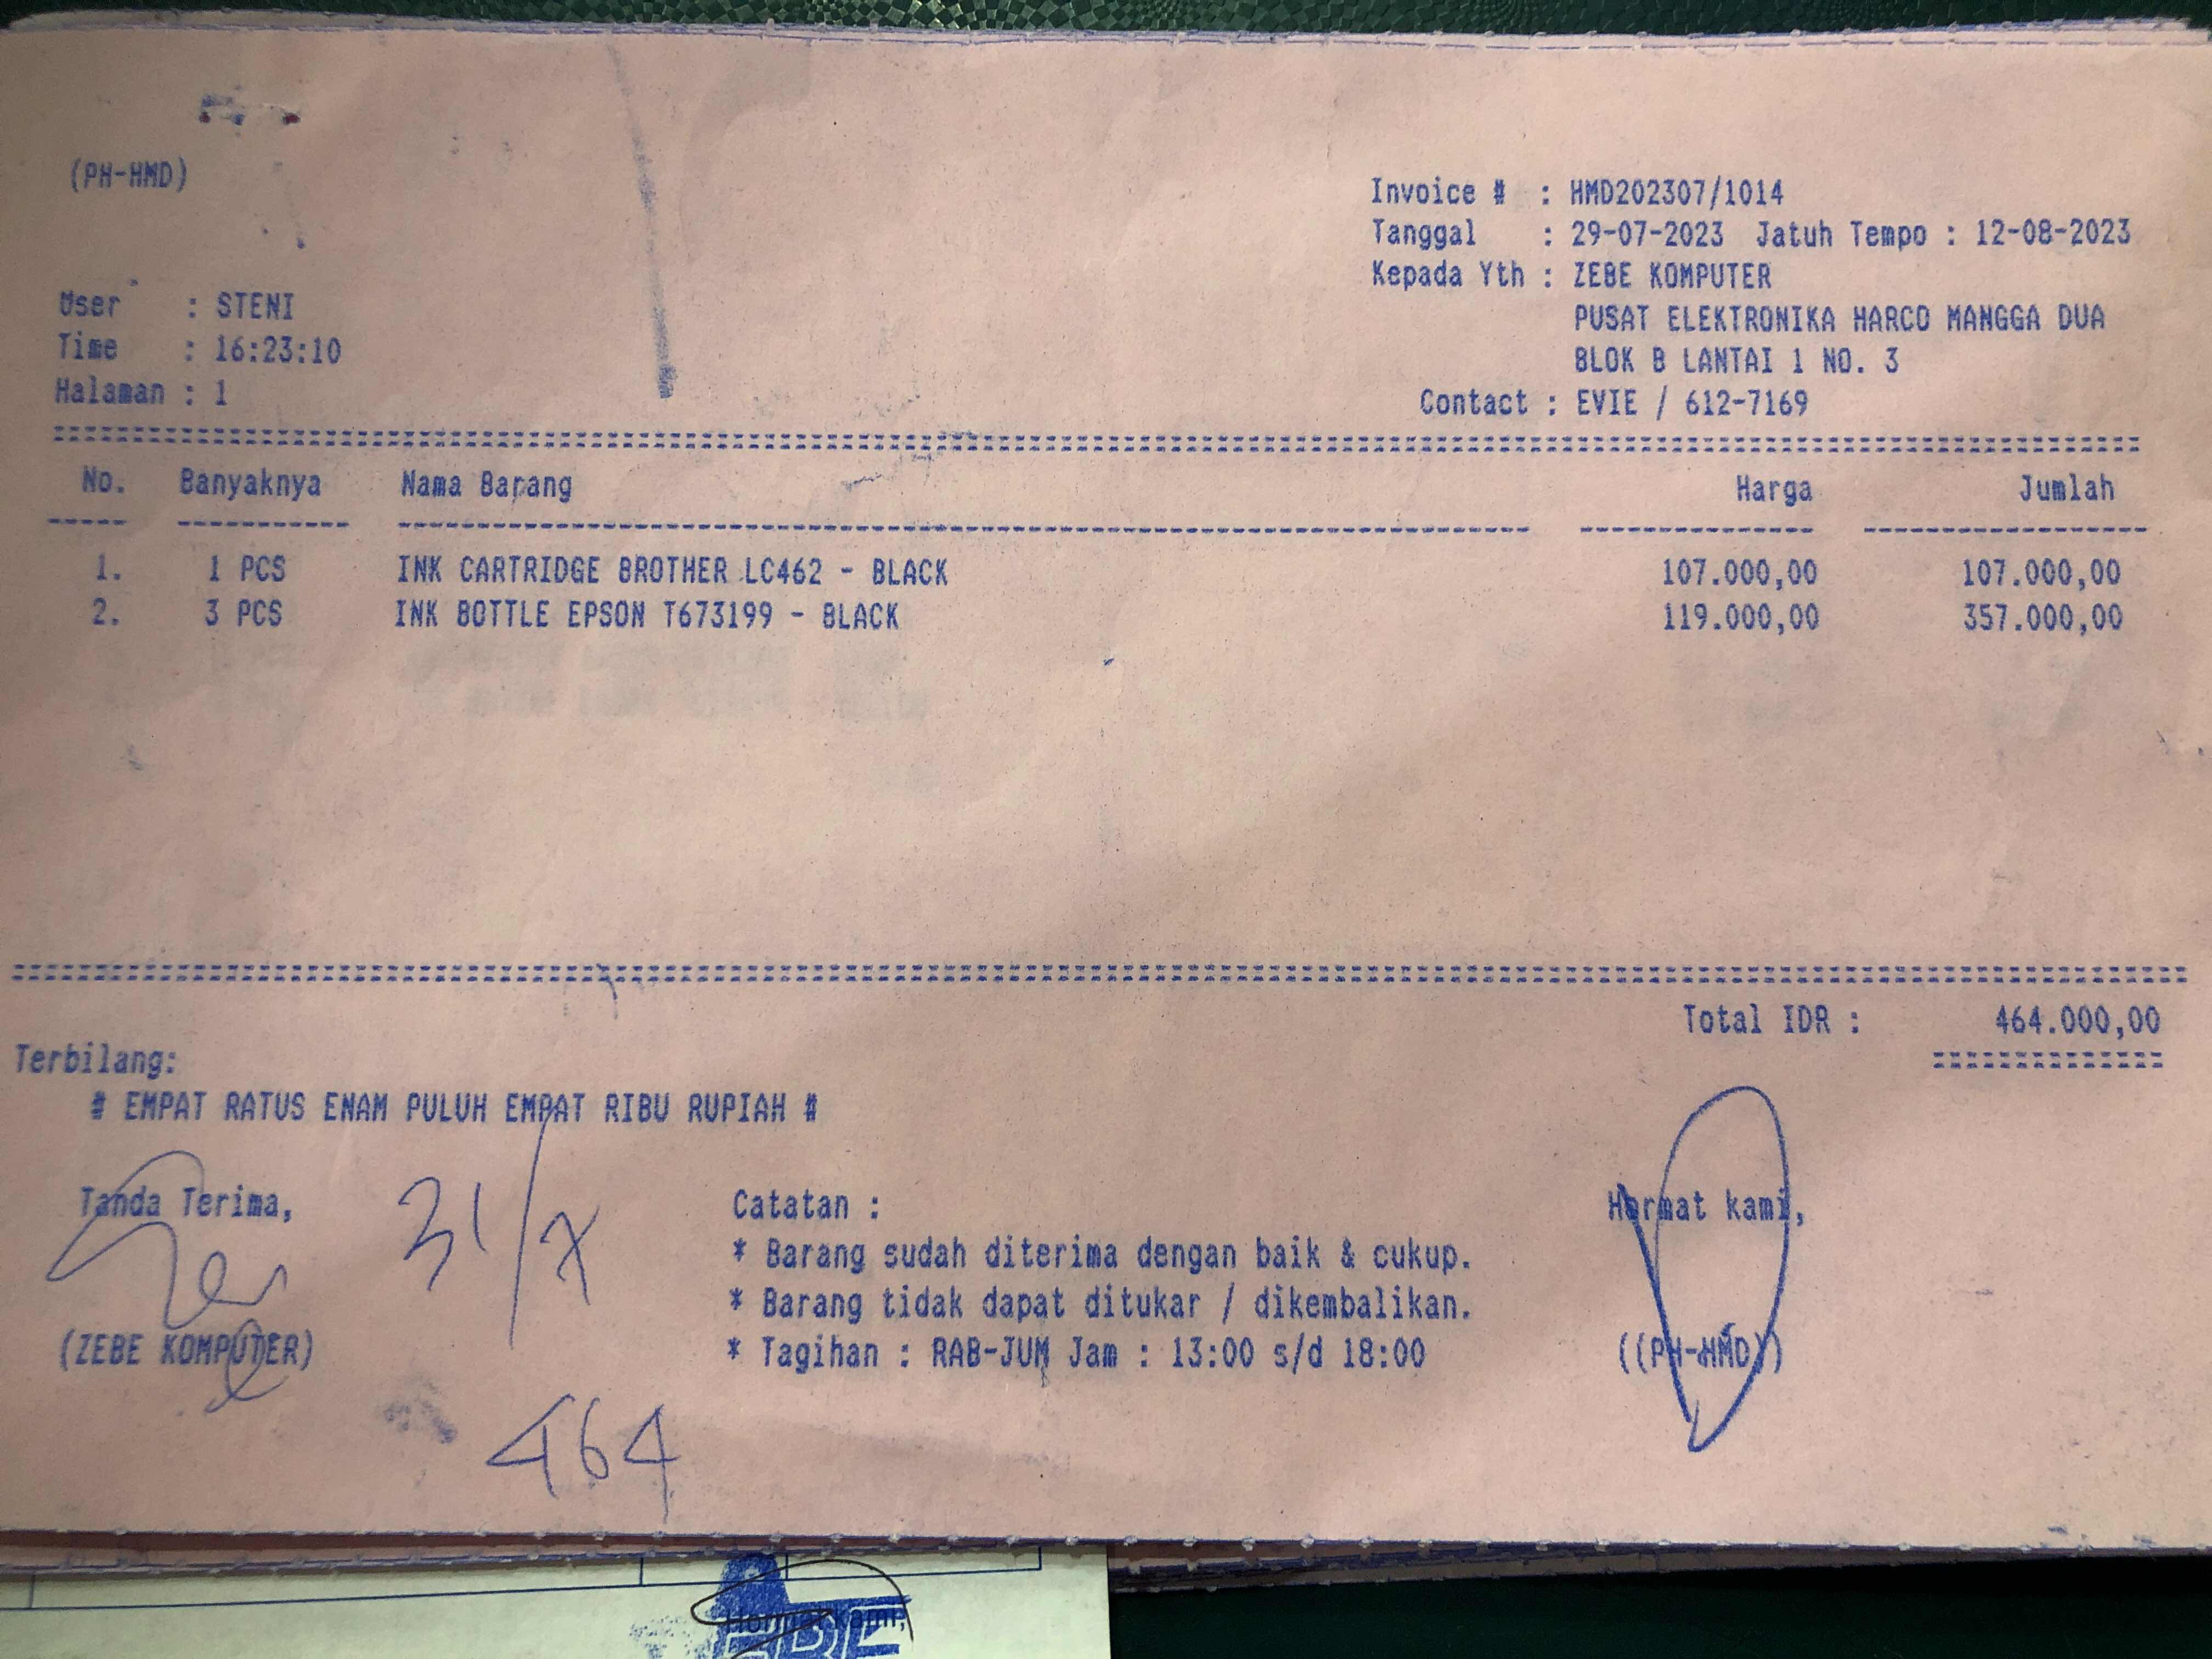 (PH-HMD)
Invoice # : HMD202307/1014
Tanggal : 29-07-2023 Jatuh Tempo : 12-08-2023
Kepada Yth : ZEBE KOMPUTER
PUSAT ELEKTRONIKA HARCO MANGGA DUA
BLOK B LANTAI 1 NO. 3
Contact : EVIE / 612-7169
User : STENI
Time : 16:23:10
Halaman : 1
No. Banyaknya Nama Barang Harga Jumlah
1. 1 PCS INK CARTRIDGE BROTHER LC462 - BLACK 107.000,00 107.000,00
2. 3 PCS INK BOTTLE EPSON T673199 - BLACK 119.000,00 357.000,00
Total IDR : 464.000,00
Terbilang:
# EMPAT RATUS ENAM PULUH EMPAT RIBU RUPIAH #
Tanda Terima,
31/7
(ZEBE KOMPUTER)
464
Catatan :
* Barang sudah diterima dengan baik & cukup.
* Barang tidak dapat ditukar / dikembalikan.
* Tagihan : RAB-JUM Jam : 13:00 s/d 18:00
Hormat kami,
((PH-HMD))
Hormat kami,